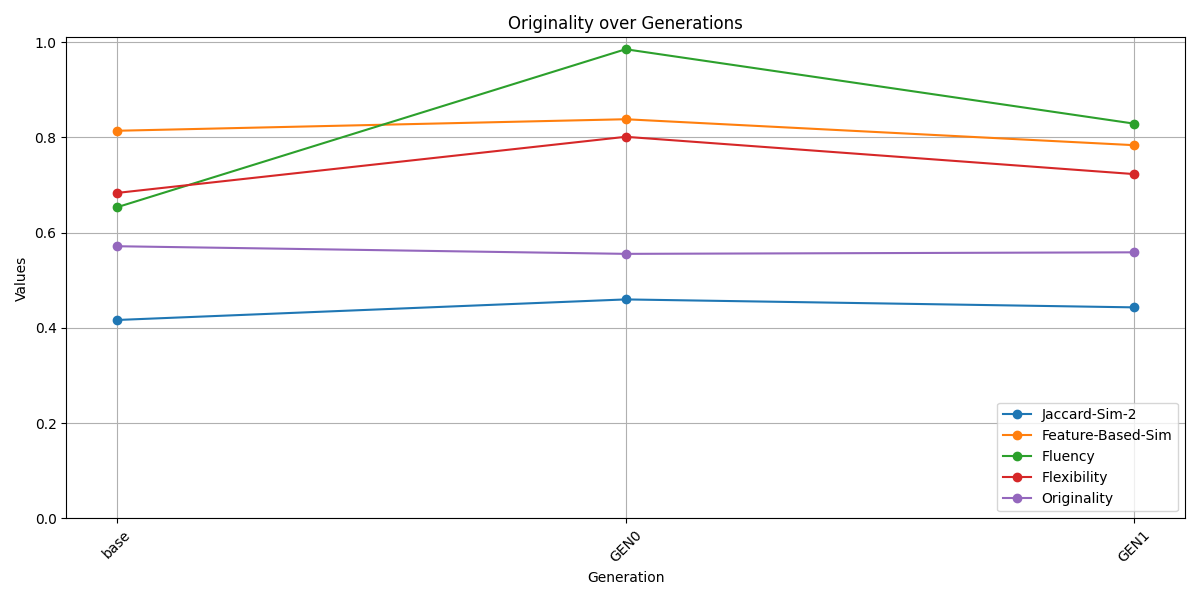 Originality over Generations
1.0
0.8
0.6
0.4
0.2
0.0
Values
base
GEN0
GEN1
Generation
Jaccard-Sim-2
Feature-Based-Sim
Fluency
Flexibility
Originality